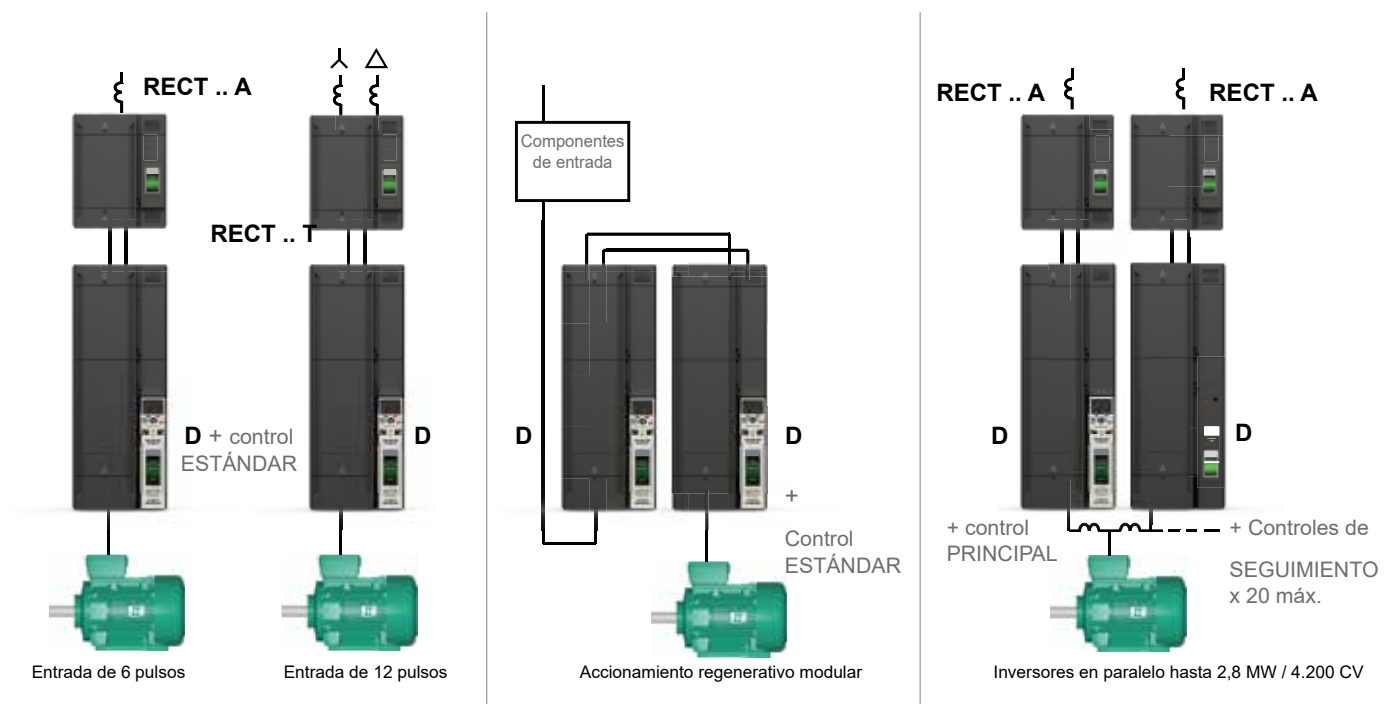 RECT .. A
RECT .. T
D + control
ESTÁNDAR
D
Entrada de 6 pulsos
Entrada de 12 pulsos
Componentes
de entrada
D
D
+
Control
ESTÁNDAR
Accionamiento regenerativo modular
RECT .. A
RECT .. A
D
D
+ control
PRINCIPAL
+ Controles de
SEGUIMIENTO
x 20 máx.
Inversores en paralelo hasta 2,8 MW / 4.200 CV